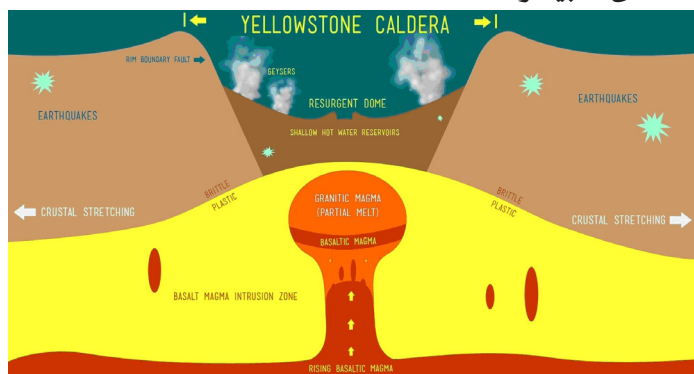 YELLOWSTONE CALDERA
RIM BOUNDARY FAULT
GEYSERS
RESURGENT DOME
EARTHQUAKES
EARTHQUAKES
SHALLOW HOT WATER RESERVOIRS
BRITTLE
PLASTIC
GRANITIC MAGMA
(PARTIAL MELT)
BRITTLE
PLASTIC
CRUSTAL STRETCHING
CRUSTAL STRETCHING
BASALTIC MAGMA
BASALT MAGMA INTRUSION ZONE
RISING BASALTIC MAGMA